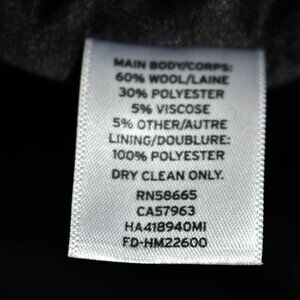 MAIN BODY/CORPS:
60% WOOL/LAINE
30% POLYESTER
5% VISCOSE
5% OTHER/AUTRE
LINING/DOUBLURE:
100% POLYESTER
DRY CLEAN ONLY.
RN58665
CA57963
HA418940MI
FD-HM22600